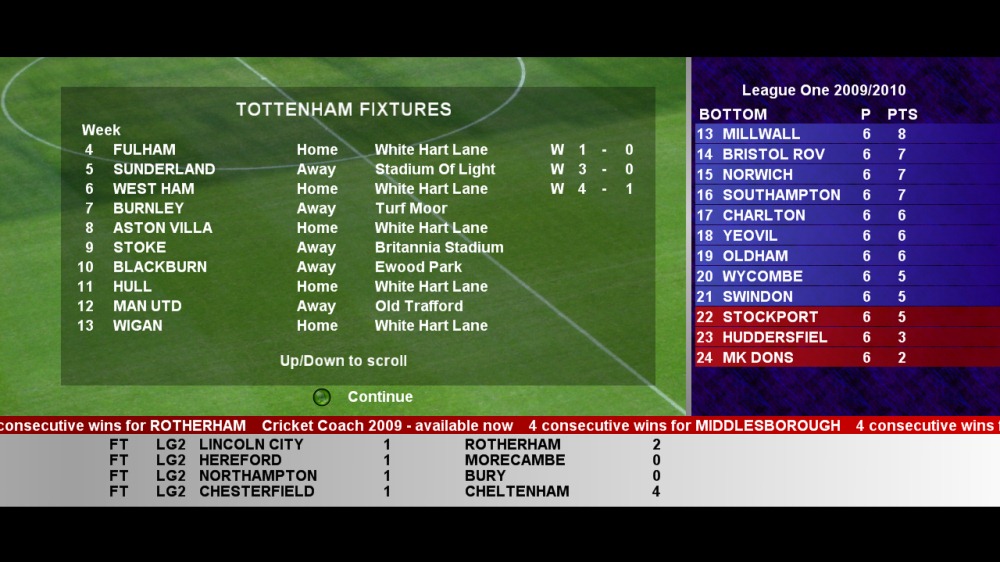 TOTTENHAM FIXTURES
Week
4 FULHAM Home White Hart Lane W 1 - 0
5 SUNDERLAND Away Stadium Of Light W 3 - 0
6 WEST HAM Home White Hart Lane W 4 - 1
7 BURNLEY Away Turf Moor
8 ASTON VILLA Home White Hart Lane
9 STOKE Away Britannia Stadium
10 BLACKBURN Away Ewood Park
11 HULL Home White Hart Lane
12 MAN UTD Away Old Trafford
13 WIGAN Home White Hart Lane
Up/Down to scroll
Continue
League One 2009/2010
BOTTOM P PTS
13 MILLWALL 6 8
14 BRISTOL ROV 6 7
15 NORWICH 6 7
16 SOUTHAMPTON 6 7
17 CHARLTON 6 6
18 YEOVIL 6 6
19 OLDHAM 6 6
20 WYCOMBE 6 5
21 SWINDON 6 5
22 STOCKPORT 6 5
23 HUDDERSFIEL 6 3
24 MK DONS 6 2
consecutive wins for ROTHERHAM Cricket Coach 2009 - available now 4 consecutive wins for MIDDLESBOROUGH 4 consecutive wins f
FT LG2 LINCOLN CITY 1 ROTHERHAM 2
FT LG2 HEREFORD 1 MORECAMBE 0
FT LG2 NORTHAMPTON 1 BURY 0
FT LG2 CHESTERFIELD 1 CHELTENHAM 4